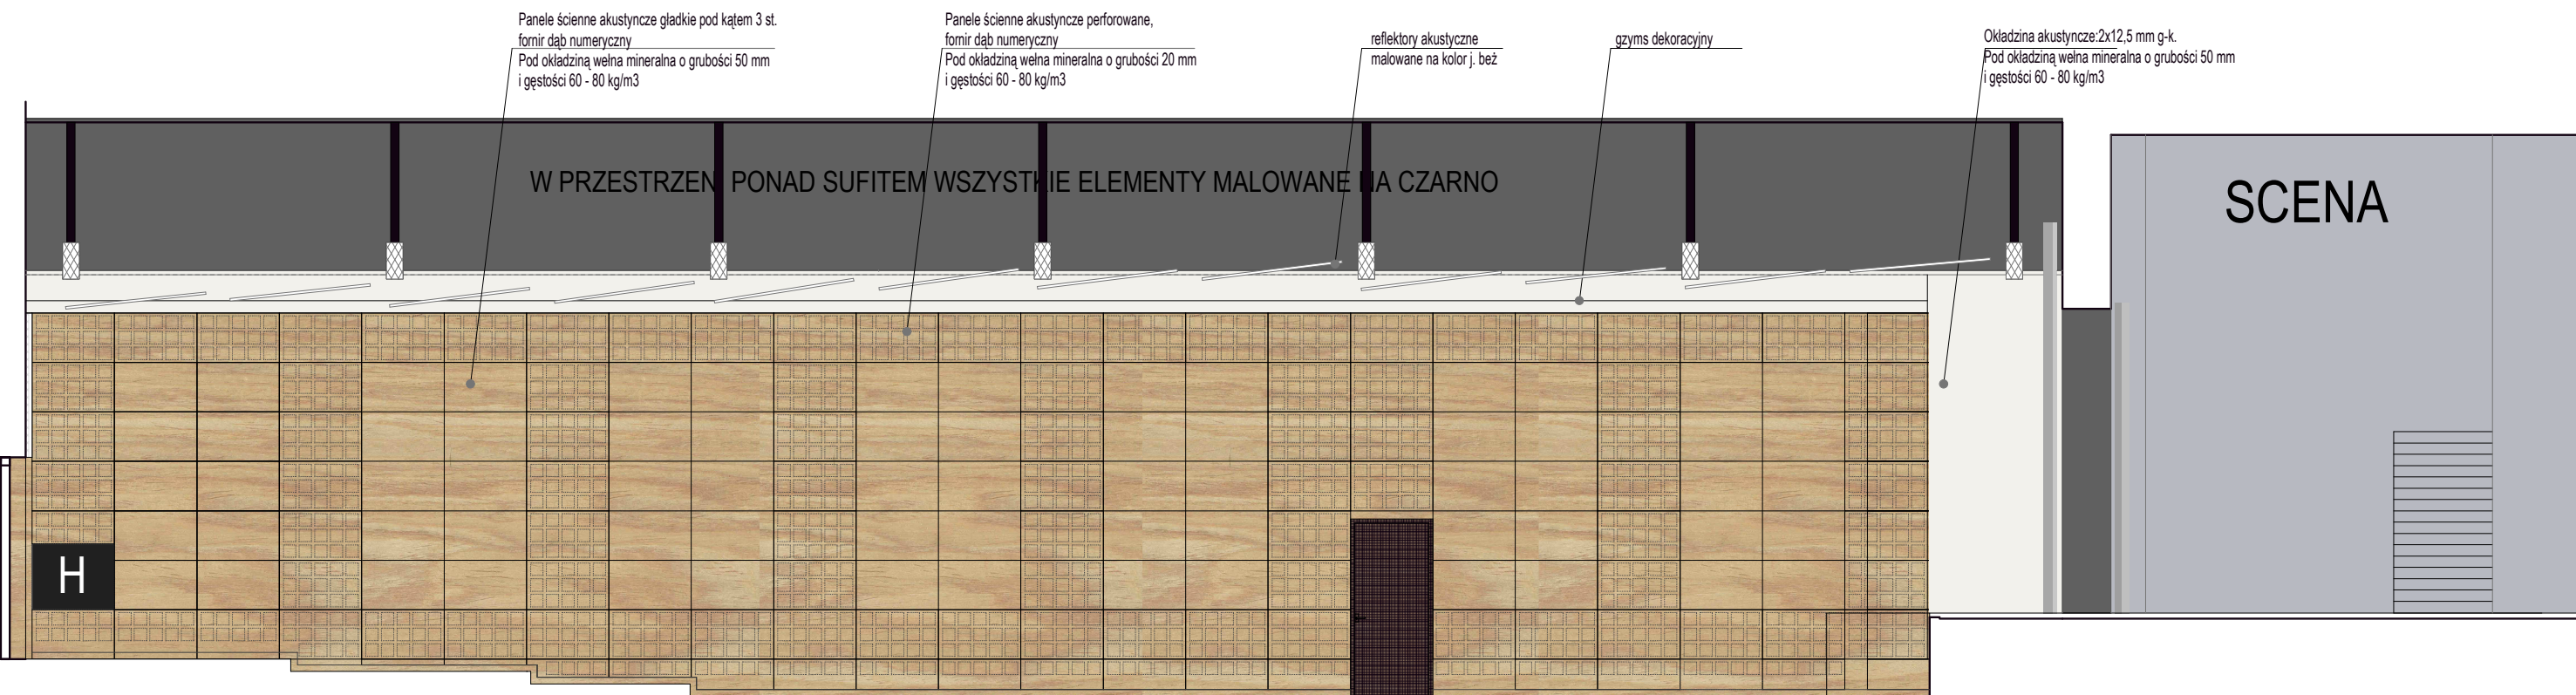 Panele ścienne akustyncze gładkie pod kątem 3 st.
fornir dąb numeryczny
Pod okładziną wełna mineralna o grubości 50 mm
i gęstości 60 - 80 kg/m3
Panele ścienne akustyncze perforowane,
fornir dąb numeryczny
Pod okładziną wełna mineralna o grubości 20 mm
i gęstości 60 - 80 kg/m3
reflektory akustyczne
malowane na kolor j. beż
gzyms dekoracyjny
Okładzina akustyncze:2x12,5 mm g-k.
Pod okładziną wełna mineralna o grubości 50 mm
i gęstości 60 - 80 kg/m3
W PRZESTRZENI PONAD SUFITEM WSZYSTKIE ELEMENTY MALOWANE NA CZARNO
SCENA
H